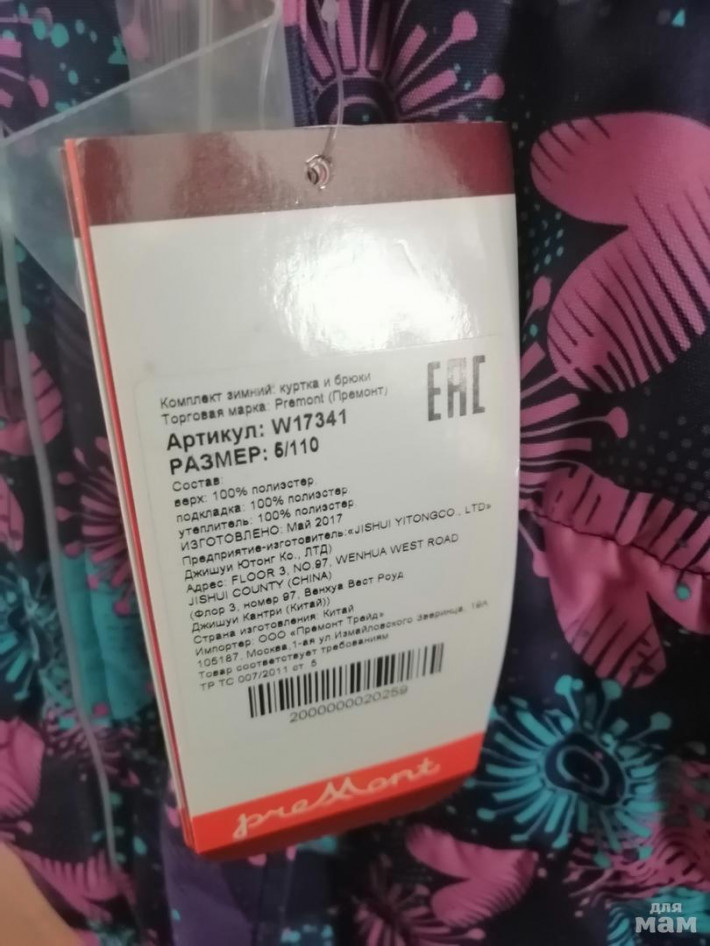 Комплект зимний: куртка и брюки
Торговая марка: Premont (Премонт)
EAC
Артикул: W17341
РАЗМЕР: 5/110
Состав:
верх: 100% полиэстер.
подкладка: 100% полиэстер
утеплитель: 100% полиэстер.
ИЗГОТОВЛЕНО: Май 2017
Предприятие-изготовитель:«JISHUI YITONGCO., LTD»
Джишуи Ютонг Ко., ЛТД)
Адрес: FLOOR 3, NO.97, WENHUA WEST ROAD
JISHUI COUNTY (CHINA)
(Флор 3, номер 97, Венхуа Вест Роуд
Джишуи Кантри (Китай))
Страна изготовления: Китай
Импортер: ООО «Премонт Трейд»
105187, Москва,1-ая ул.Измайловского Зверинца, 19А
Товар соответствует требованиям
ТР ТС 007/2011 ст. 5
2000000020259
preMont
для
мам